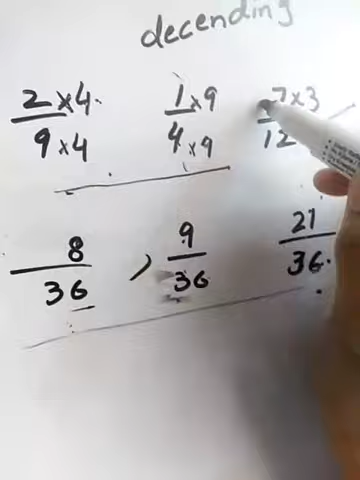 decending
2×4 1×9 7×3
9×4 4×9 12
8 , 9 21
36 36 36